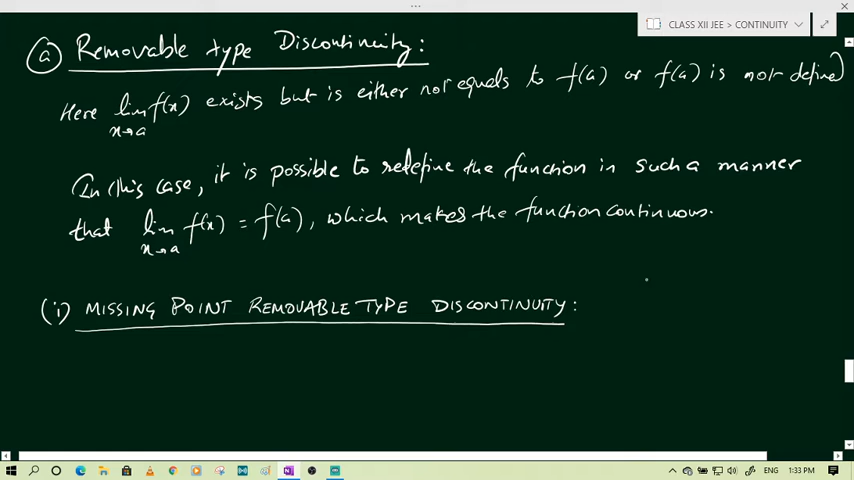 CLASS XII JEE > CONTINUITY
(a) Removable type Discontinuity:
Here lim f(x) exists but is either not equals to f(a) or f(a) is not defined
x→a
In this case, it is possible to redefine the function in such a manner
that lim f(x) = f(a), which makes the function continuous.
x→a
(i) MISSING POINT REMOVABLE TYPE DISCONTINUITY:
ENG 1:33 PM